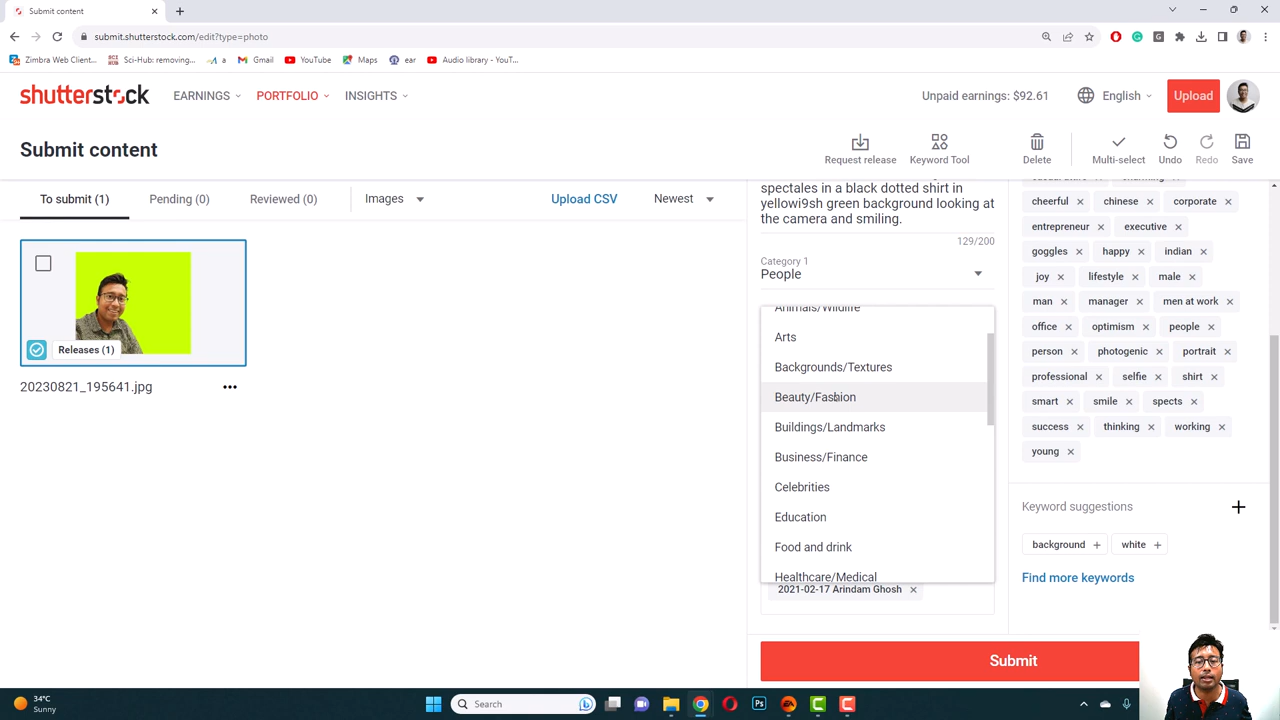 Submit content
submit.shutterstock.com/edit?type=photo
Zimbra Web Client...
Sci-Hub: removing...
a
Gmail
YouTube
Maps
ear
Audio library - YouT...
shutterstock
EARNINGS
PORTFOLIO
INSIGHTS
Unpaid earnings: $92.61
English
Upload
Submit content
Request release
Keyword Tool
Delete
Multi-select
Undo
Redo
Save
To submit (1)
Pending (0)
Reviewed (0)
Images
Upload CSV
Newest
Releases (1)
20230821_195641.jpg
spectales in a black dotted shirt in
yellowi9sh green background looking at
the camera and smiling.
129/200
Category 1
People
Animals/Wildlife
Arts
Backgrounds/Textures
Beauty/Fashion
Buildings/Landmarks
Business/Finance
Celebrities
Education
Food and drink
Healthcare/Medical
2021-02-17 Arindam Ghosh
cheerful chinese corporate
entrepreneur executive
goggles happy indian
joy lifestyle male
man manager men at work
office optimism people
person photogenic portrait
professional selfie shirt
smart smile spects
success thinking working
young
Keyword suggestions
background + white +
Find more keywords
Submit
34°C
Sunny
Search